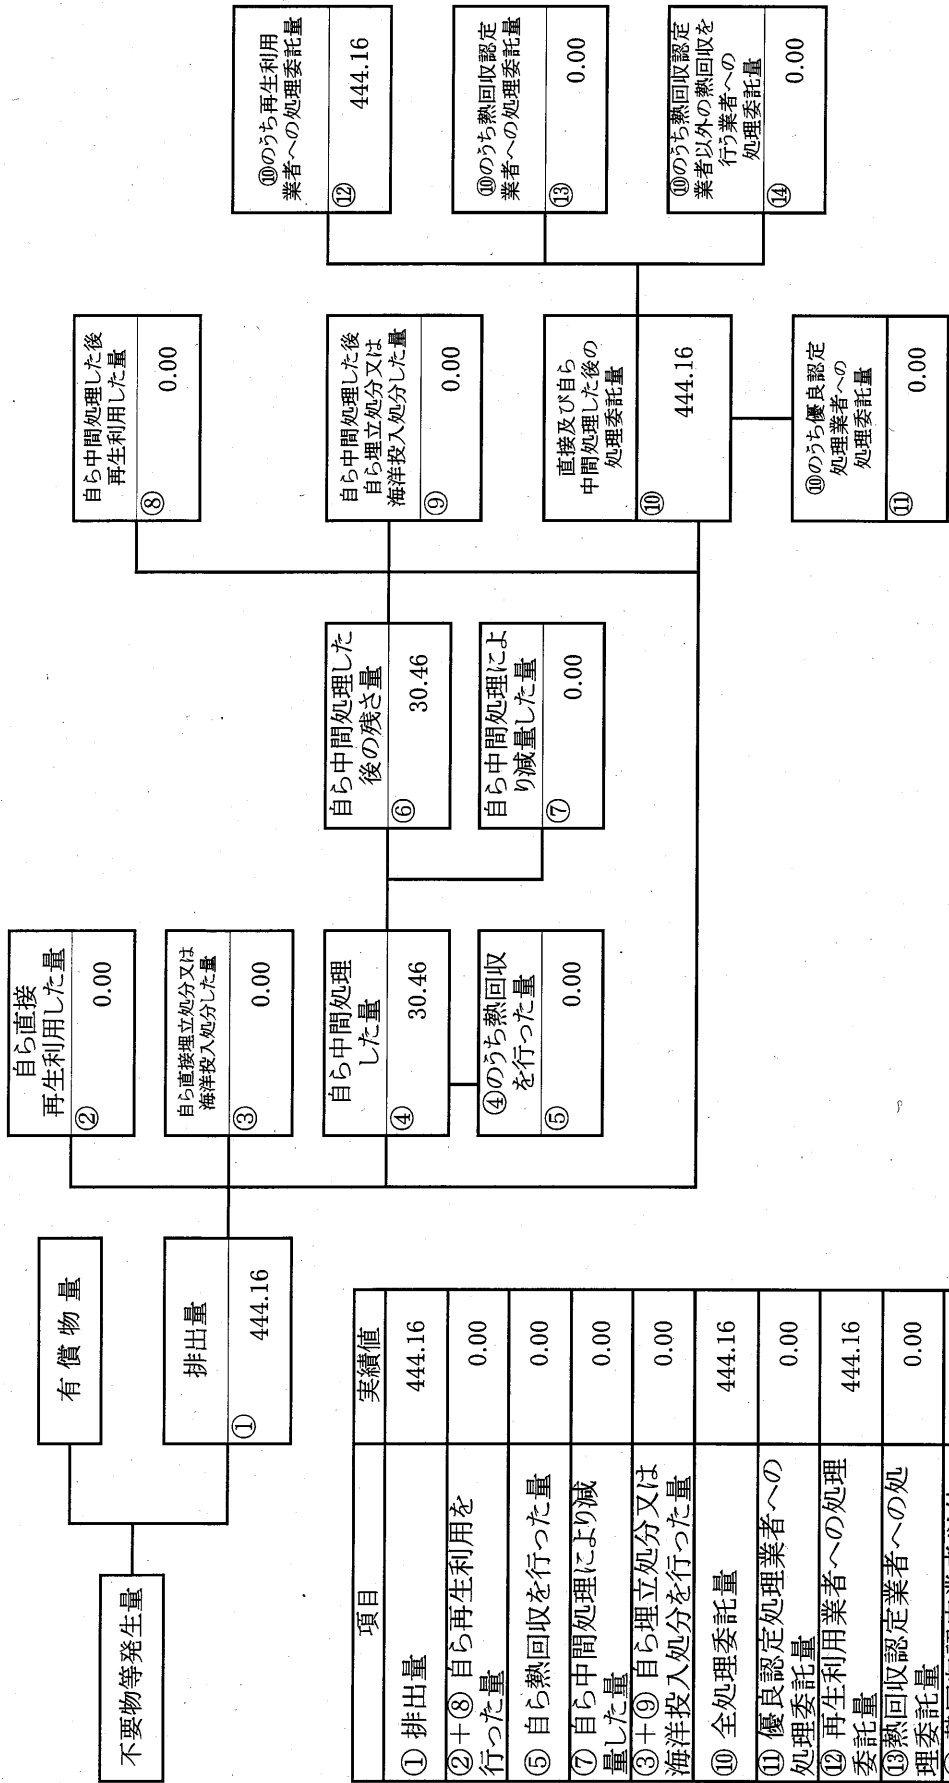 不要物等発生量
有償物量
排出量
① 444.16
自ら直接
再生利用した量
② 0.00
自ら直接埋立処分又は
海洋投入処分した量
③ 0.00
自ら中間処理
した量
④ 30.46
④のうち熱回収
を行った量
⑤ 0.00
自ら中間処理した
後の残さ量
⑥ 30.46
自ら中間処理によ
り減量した量
⑦ 0.00
自ら中間処理した後
再生利用した量
⑧ 0.00
自ら中間処理した後
自ら埋立処分又は
海洋投入処分した量
⑨ 0.00
直接及び自ら
中間処理した後の
処理委託量
⑩ 444.16
⑩のうち優良認定
処理業者への
処理委託量
⑪ 0.00
⑩のうち再生利用
業者への処理委託量
⑫ 444.16
⑩のうち熱回収認定
業者への処理委託量
⑬ 0.00
⑩のうち熱回収認定
業者以外の熱回収を
行う業者への
処理委託量
⑭ 0.00
項目 実績値
① 排出量 444.16
②+⑧ 自ら再生利用を
行った量 0.00
⑤ 自ら熱回収を行った量 0.00
⑦ 自ら中間処理により減
量した量 0.00
③+⑨ 自ら埋立処分又は
海洋投入処分を行った量 0.00
⑩ 全処理委託量 444.16
⑪ 優良認定処理業者への
処理委託量 0.00
⑫ 再生利用業者への処理
委託量 444.16
⑬熱回収認定業者への処
理委託量 0.00